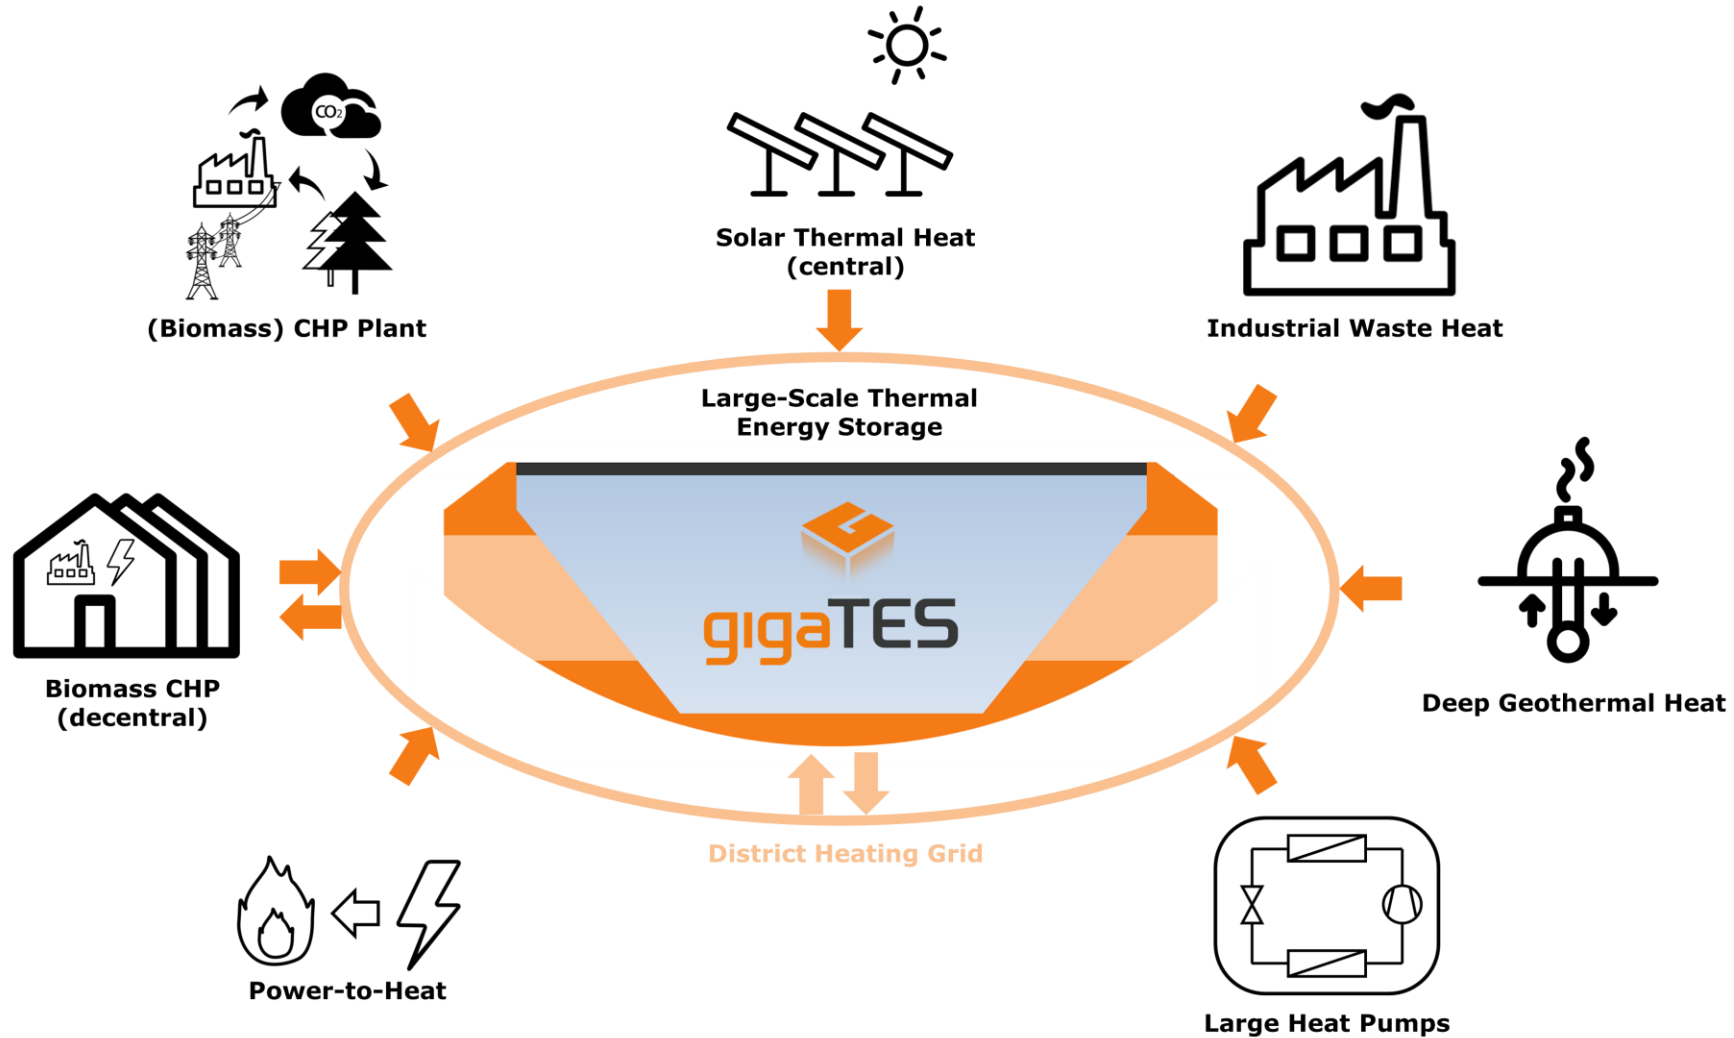 CO2
Solar Thermal Heat
(central)
(Biomass) CHP Plant
Industrial Waste Heat
Large-Scale Thermal
Energy Storage
gigaTES
Biomass CHP
(decentral)
Deep Geothermal Heat
District Heating Grid
Power-to-Heat
Large Heat Pumps